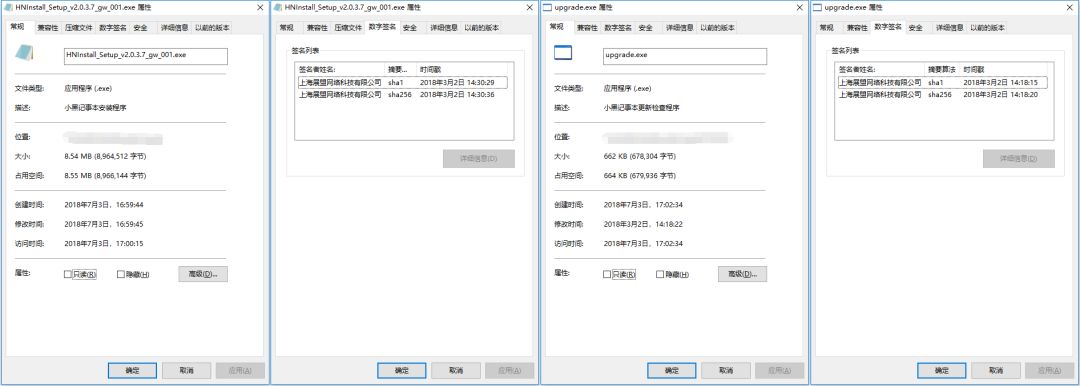 HNInstall_Setup_v2.0.3.7_gw_001.exe 属性
常规 兼容性 压缩文件 数字签名 安全 详细信息 以前的版本
HNInstall_Setup_v2.0.3.7_gw_001.exe
文件类型: 应用程序 (.exe)
描述: 小黑记事本安装程序
位置:
大小: 8.54 MB (8,964,512 字节)
占用空间: 8.55 MB (8,966,144 字节)
创建时间: 2018年7月3日，16:59:44
修改时间: 2018年7月3日，16:59:45
访问时间: 2018年7月3日，17:00:15
属性: 只读(R) 隐藏(H) 高级(D)...
确定 取消 应用(A)
HNInstall_Setup_v2.0.3.7_gw_001.exe 属性
常规 兼容性 压缩文件 数字签名 安全 详细信息 以前的版本
签名列表
签名者姓名: 摘要... 时间戳
上海展盟网络科技有限公司 sha1 2018年3月2日 14:30:29
上海展盟网络科技有限公司 sha256 2018年3月2日 14:30:36
详细信息(D)
确定 取消 应用(A)
upgrade.exe 属性
常规 兼容性 数字签名 安全 详细信息 以前的版本
upgrade.exe
文件类型: 应用程序 (.exe)
描述: 小黑记事本更新检查程序
位置:
大小: 662 KB (678,304 字节)
占用空间: 664 KB (679,936 字节)
创建时间: 2018年7月3日，17:02:34
修改时间: 2018年3月2日，14:18:22
访问时间: 2018年7月3日，17:02:34
属性: 只读(R) 隐藏(H) 高级(D)...
确定 取消 应用(A)
upgrade.exe 属性
常规 兼容性 数字签名 安全 详细信息 以前的版本
签名列表
签名者姓名: 摘要算法 时间戳
上海展盟网络科技有限公司 sha1 2018年3月2日 14:18:15
上海展盟网络科技有限公司 sha256 2018年3月2日 14:18:20
详细信息(D)
确定 取消 应用(A)